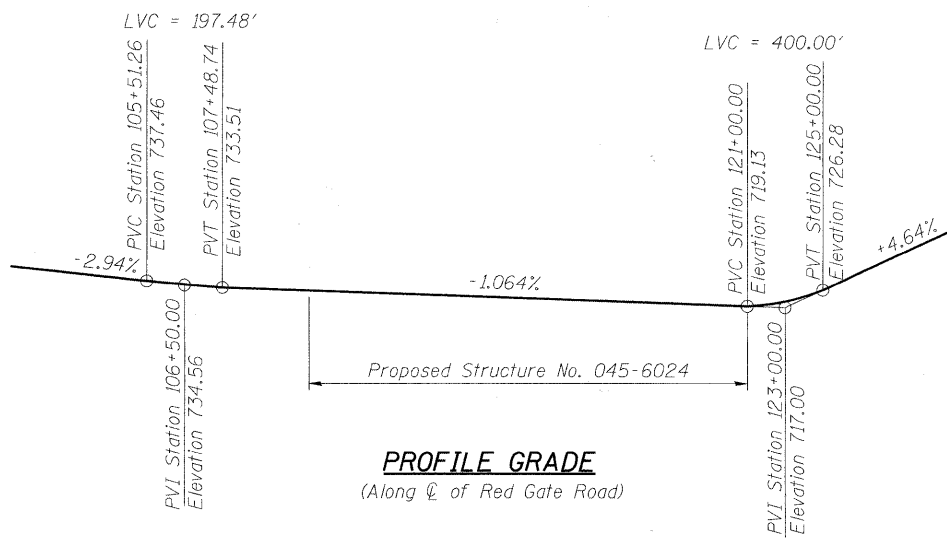 LVC = 197.48'
LVC = 400.00'
PVC Station 105+51.26
Elevation 737.46
PVT Station 107+48.74
Elevation 733.51
PVC Station 121+00.00
Elevation 719.13
PVT Station 125+00.00
Elevation 726.28
-2.94%
-1.064%
+4.64%
PVI Station 106+50.00
Elevation 734.56
Proposed Structure No. 045-6024
PVI Station 123+00.00
Elevation 717.00
PROFILE GRADE
(Along ℄ of Red Gate Road)